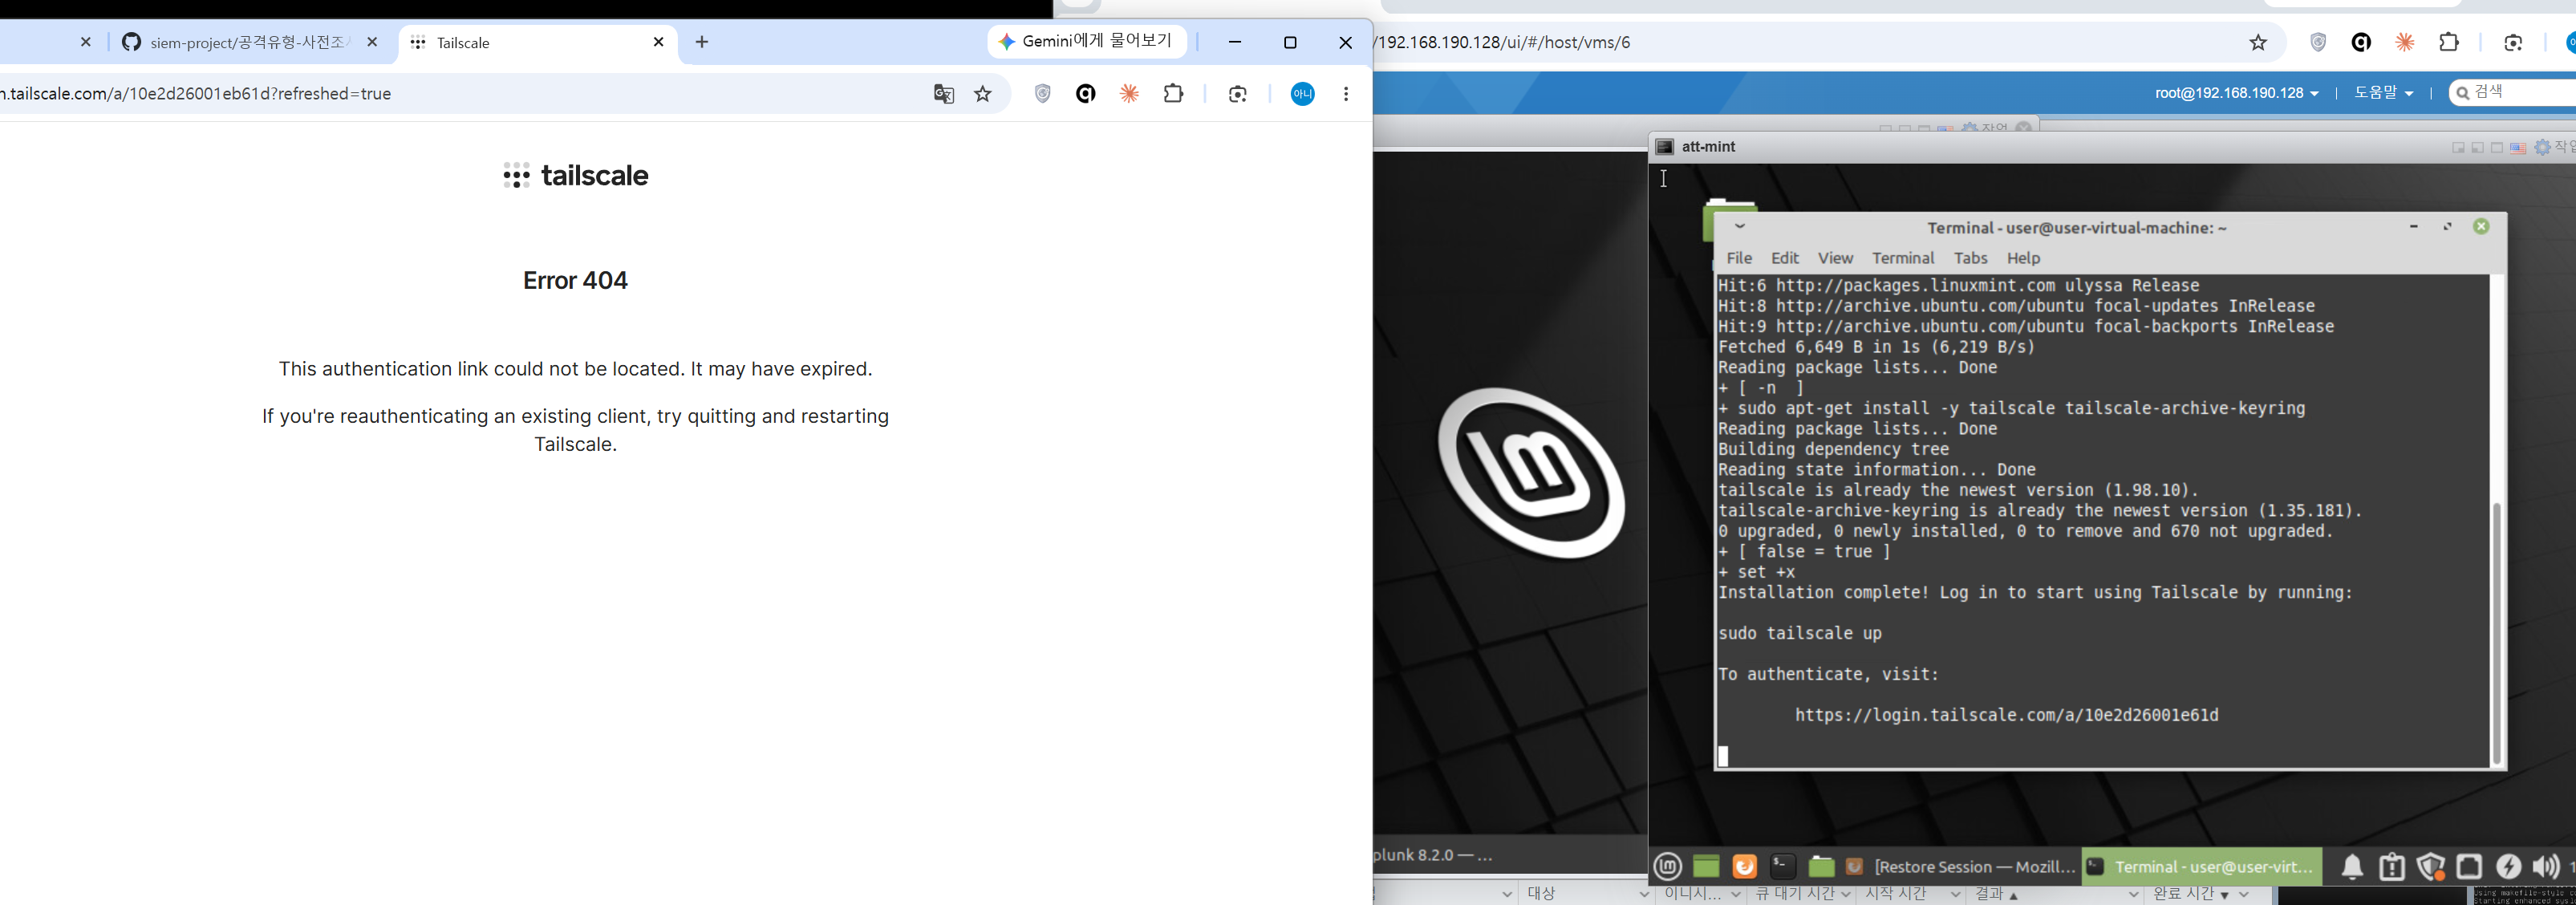 siem-project/공격유형-사전조사
Tailscale
Gemini에게 물어보기
n.tailscale.com/a/10e2d26001eb61d?refreshed=true
아니
tailscale
Error 404
This authentication link could not be located. It may have expired.
If you're reauthenticating an existing client, try quitting and restarting
Tailscale.
/192.168.190.128/ui/#/host/vms/6
root@192.168.190.128
도움말
검색
작업
att-mint
작업
Terminal - user@user-virtual-machine: ~
File Edit View Terminal Tabs Help
Hit:6 http://packages.linuxmint.com ulyssa Release
Hit:8 http://archive.ubuntu.com/ubuntu focal-updates InRelease
Hit:9 http://archive.ubuntu.com/ubuntu focal-backports InRelease
Fetched 6,649 B in 1s (6,219 B/s)
Reading package lists... Done
+ [ -n  ]
+ sudo apt-get install -y tailscale tailscale-archive-keyring
Reading package lists... Done
Building dependency tree
Reading state information... Done
tailscale is already the newest version (1.98.10).
tailscale-archive-keyring is already the newest version (1.35.181).
0 upgraded, 0 newly installed, 0 to remove and 670 not upgraded.
+ [ false = true ]
+ set +x
Installation complete! Log in to start using Tailscale by running:
sudo tailscale up
To authenticate, visit:
https://login.tailscale.com/a/10e2d26001e61d
plunk 8.2.0 — ...
[Restore Session — Mozill...
Terminal - user@user-virt...
대상
이니시...
큐 대기 시간
시작 시간
결과 ▲
완료 시간 ▼